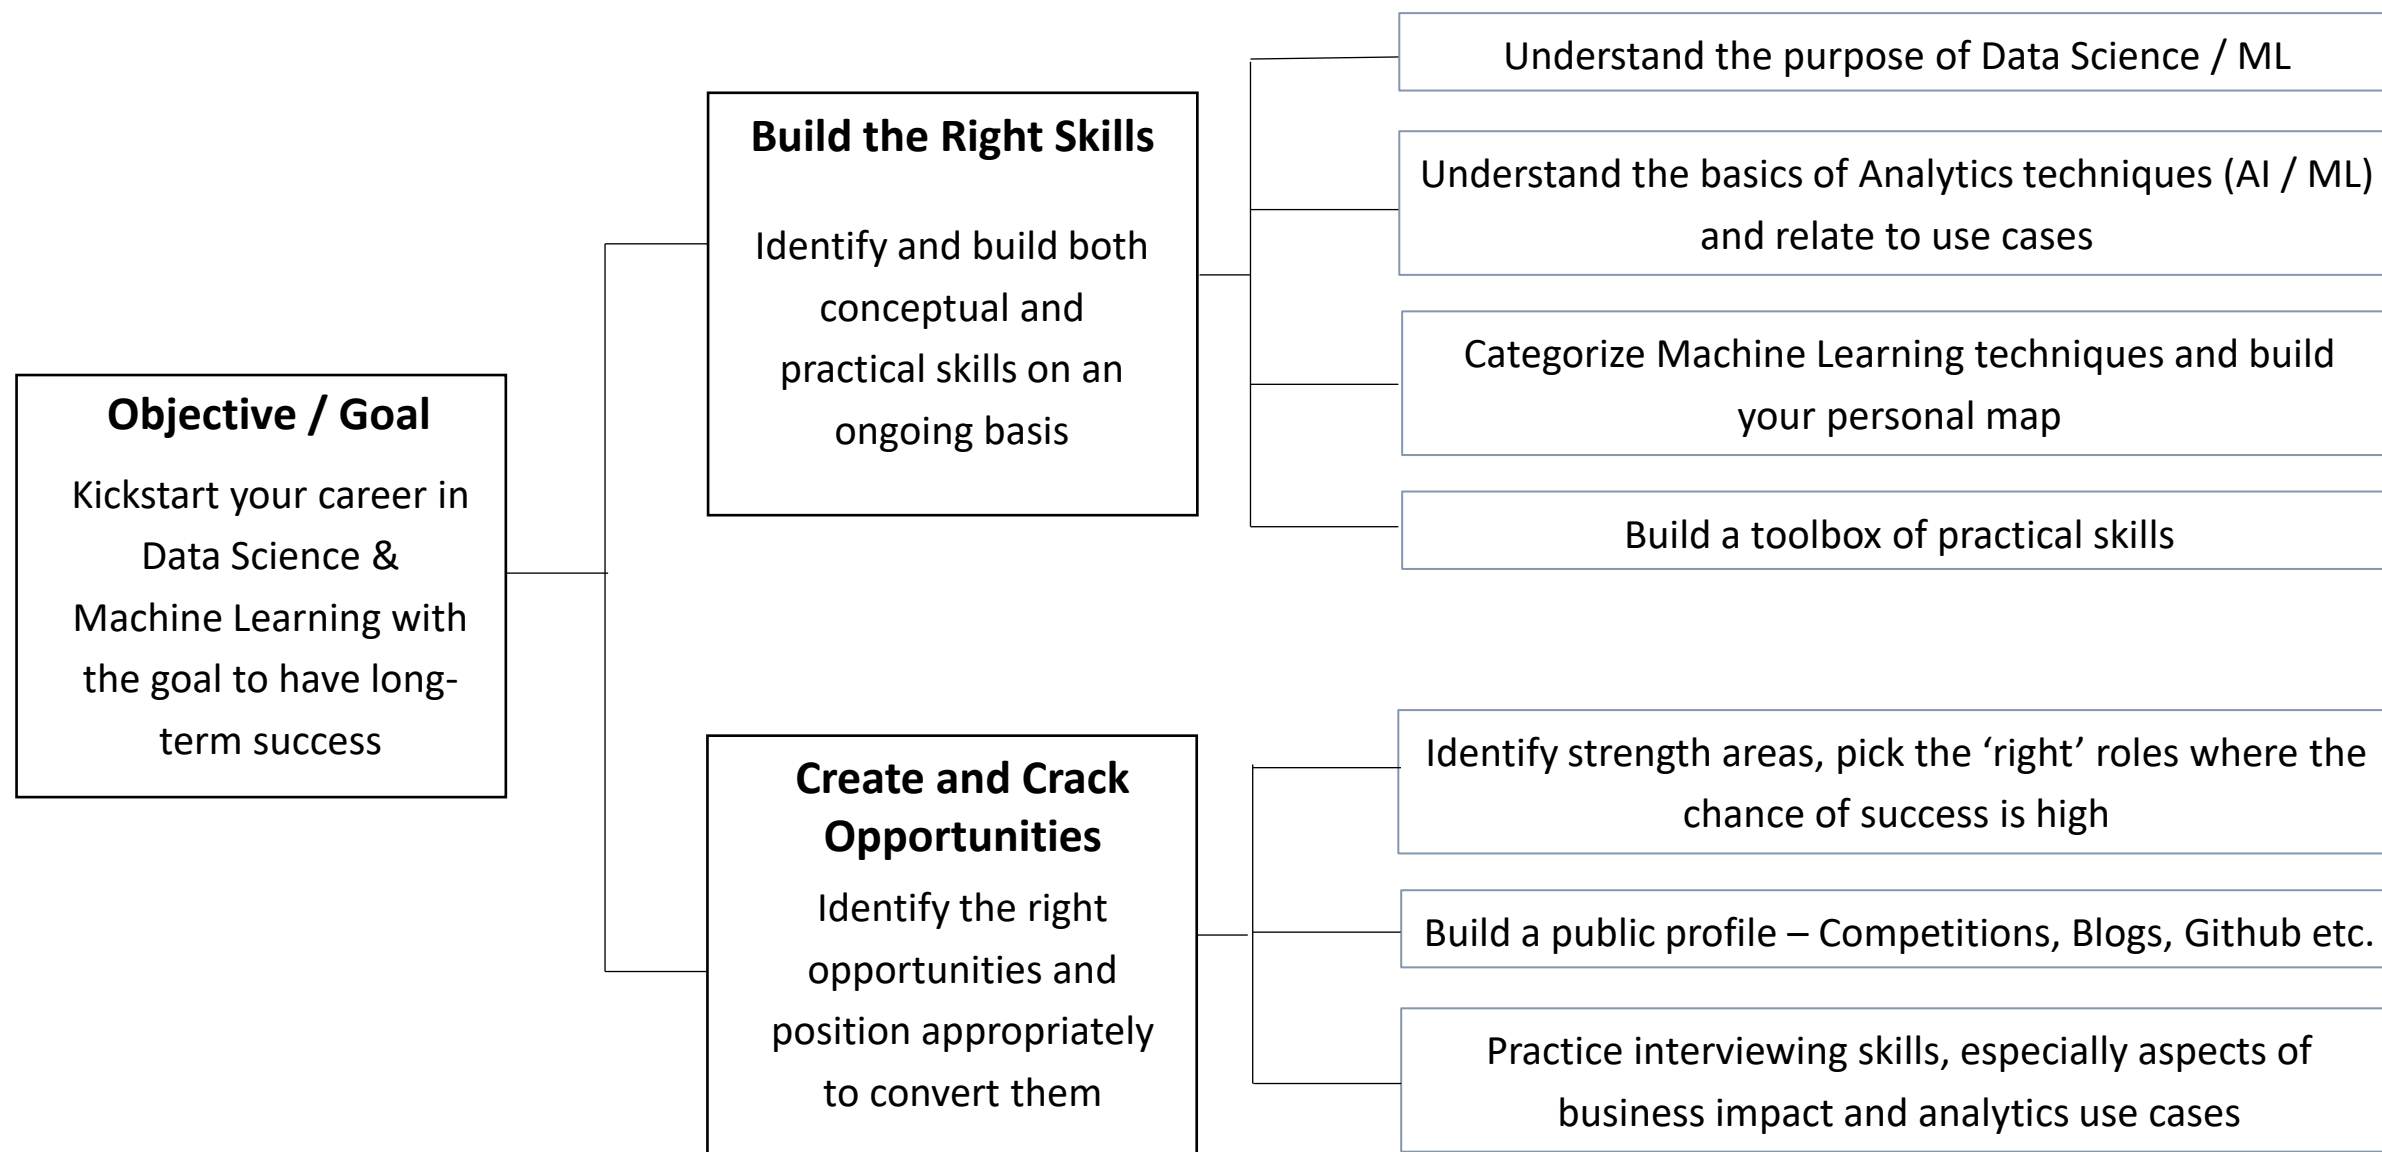 Objective / Goal
Kickstart your career in
Data Science &
Machine Learning with
the goal to have long-
term success
Build the Right Skills
Identify and build both
conceptual and
practical skills on an
ongoing basis
Understand the purpose of Data Science / ML
Understand the basics of Analytics techniques (AI / ML)
and relate to use cases
Categorize Machine Learning techniques and build
your personal map
Build a toolbox of practical skills
Create and Crack
Opportunities
Identify the right
opportunities and
position appropriately
to convert them
Identify strength areas, pick the ‘right’ roles where the
chance of success is high
Build a public profile – Competitions, Blogs, Github etc.
Practice interviewing skills, especially aspects of
business impact and analytics use cases